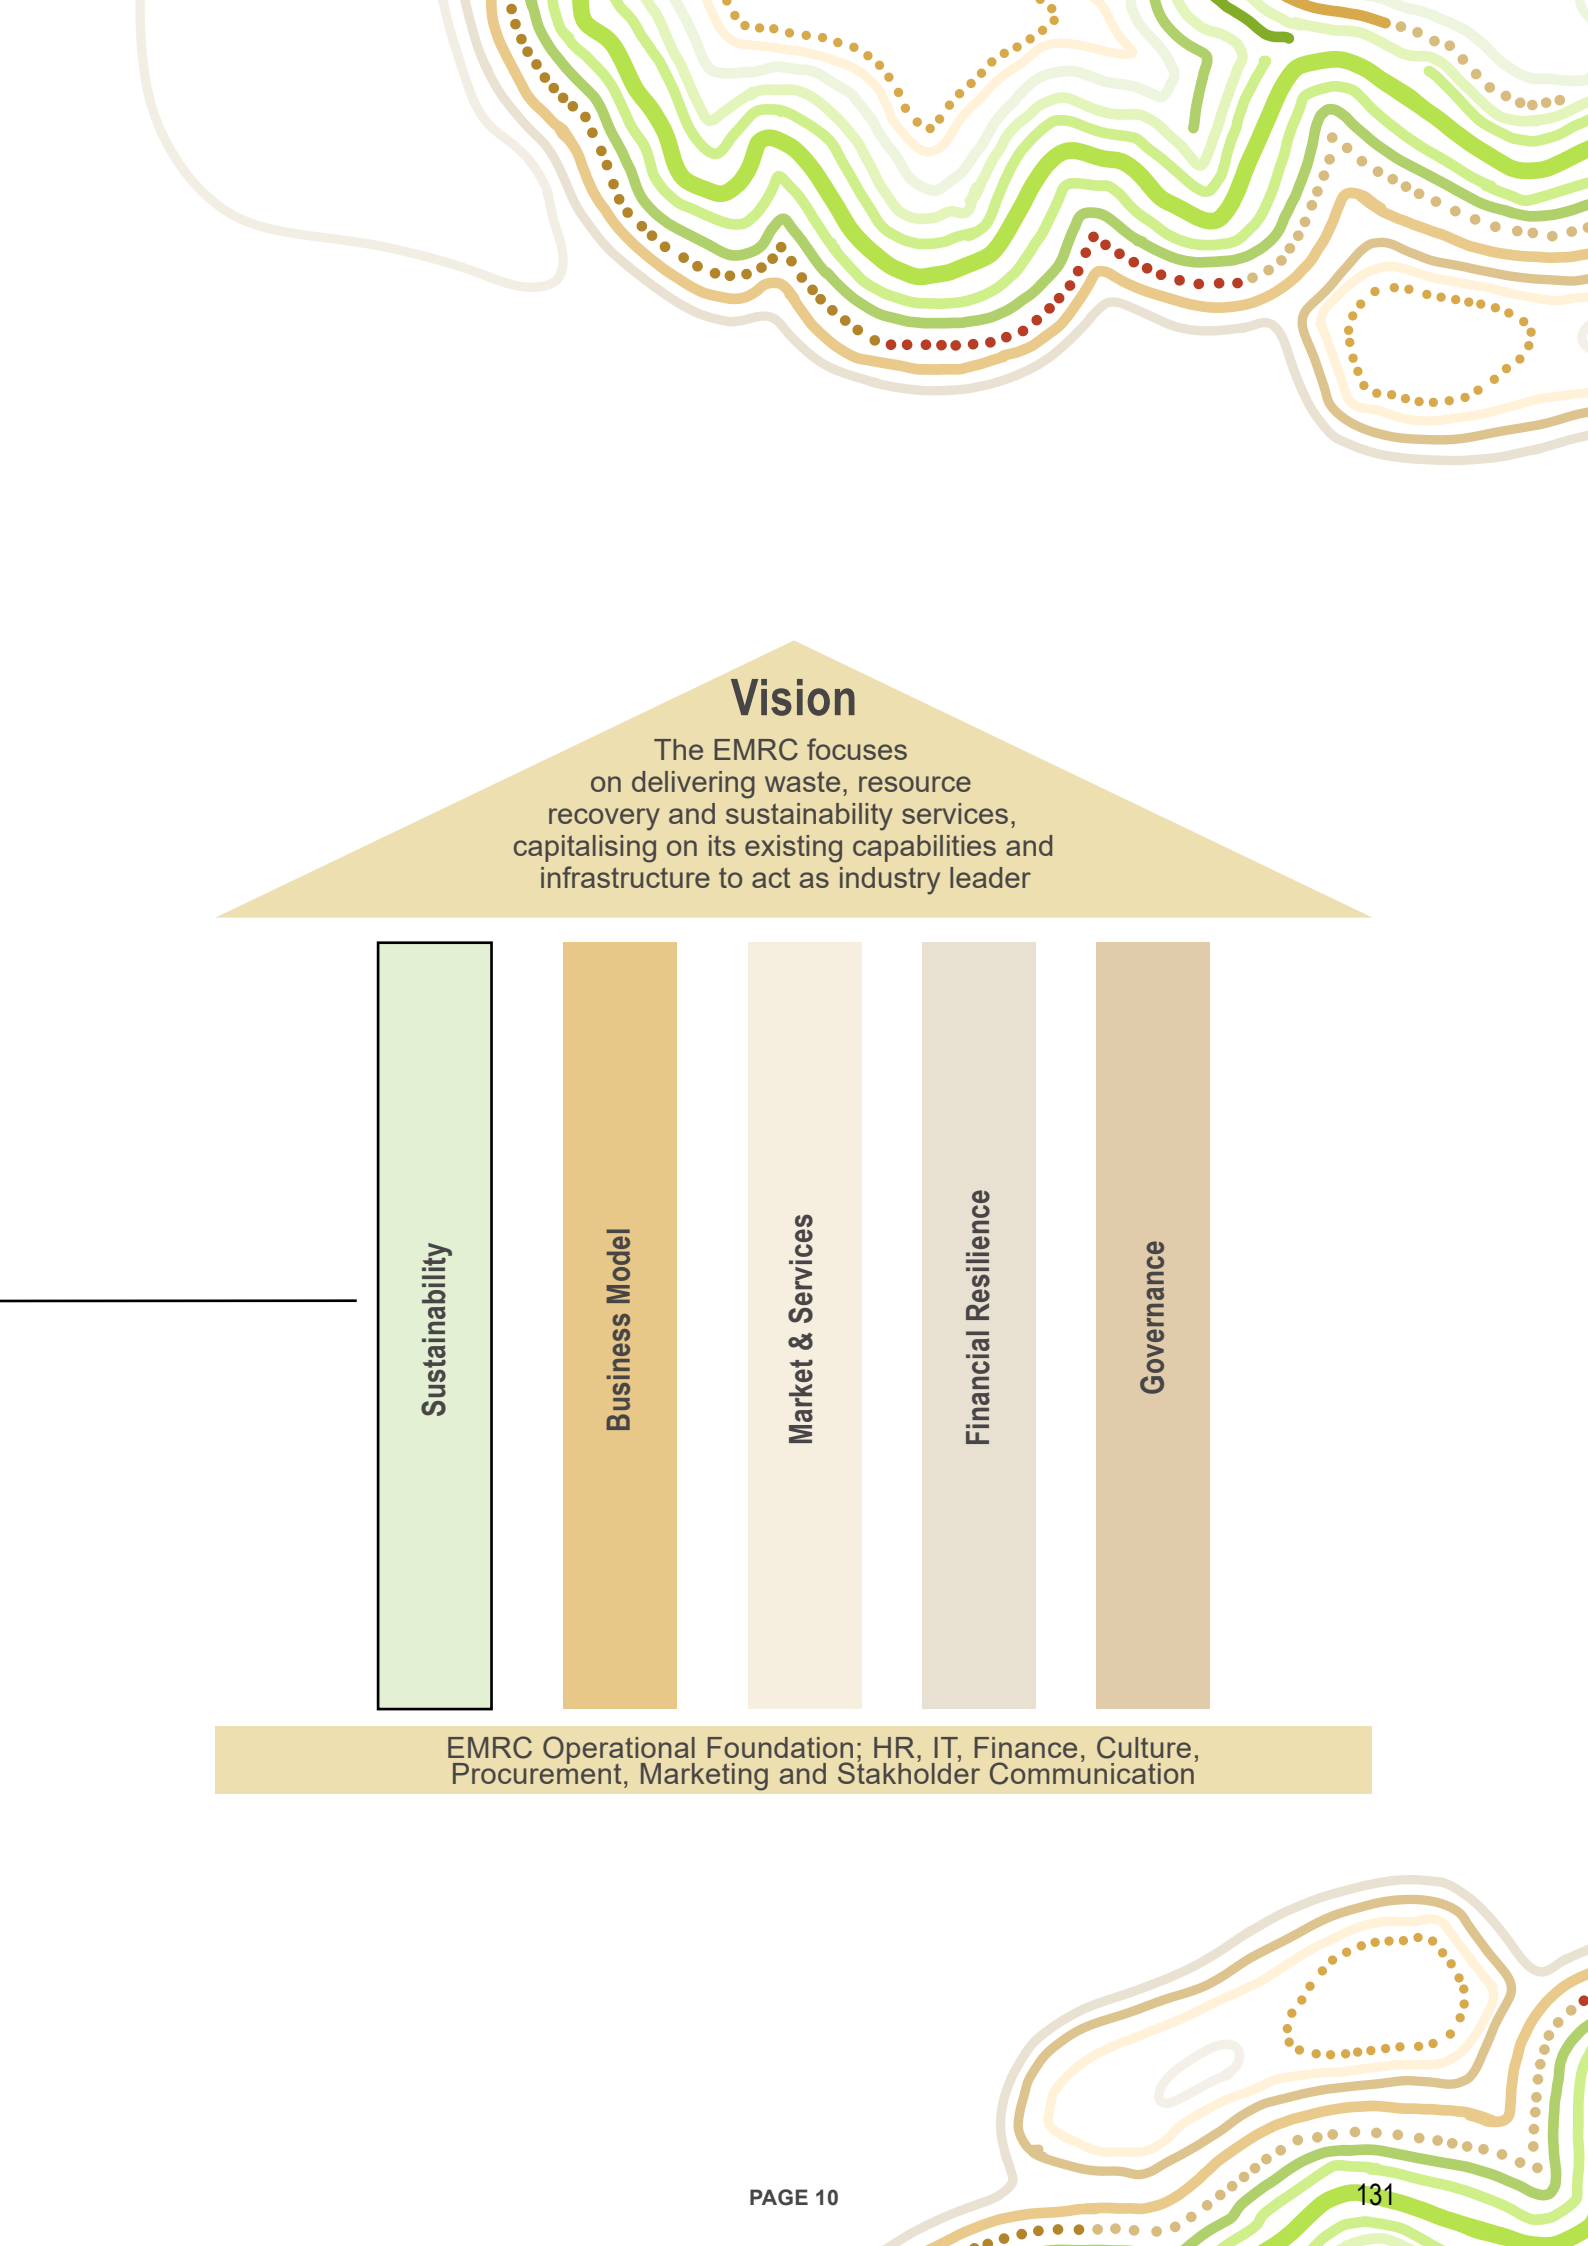 Vision
The EMRC focuses
on delivering waste, resource
recovery and sustainability services,
capitalising on its existing capabilities and
infrastructure to act as industry leader
Sustainability
Business Model
Market & Services
Financial Resilience
Governance
EMRC Operational Foundation; HR, IT, Finance, Culture,
Procurement, Marketing and Stakholder Communication
PAGE 10
131